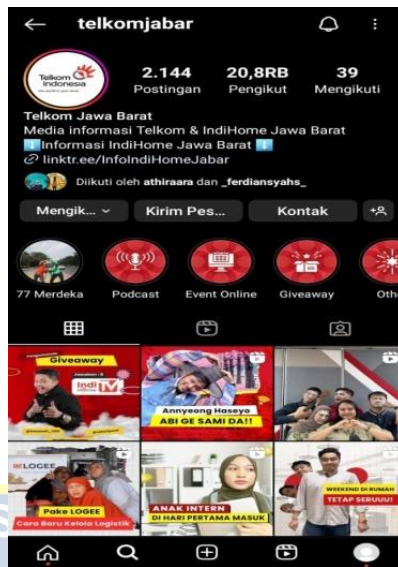 telkomjabar
Telkom
Indonesia
2.144 20,8RB 39
Postingan Pengikut Mengikuti
Telkom Jawa Barat
Media informasi Telkom & IndiHome Jawa Barat
⬇️Informasi IndiHome Jawa Barat ⬇️
linktr.ee/InfoIndiHomeJabar
Diikuti oleh athiraara dan _ferdiansyahs_
Mengik... Kirim Pes... Kontak
77 Merdeka Podcast Event Online Giveaway Oth
Giveaway
Indi TV
Annyeong Haseyo
ABI GE SAMI DA!!
LOGEE
Pake LOGEE
Cara Baru Kelola Logistik
ANAK INTERN
DI HARI PERTAMA MASUK
WEEKEND DI RUMAH
TETAP SERUUU!